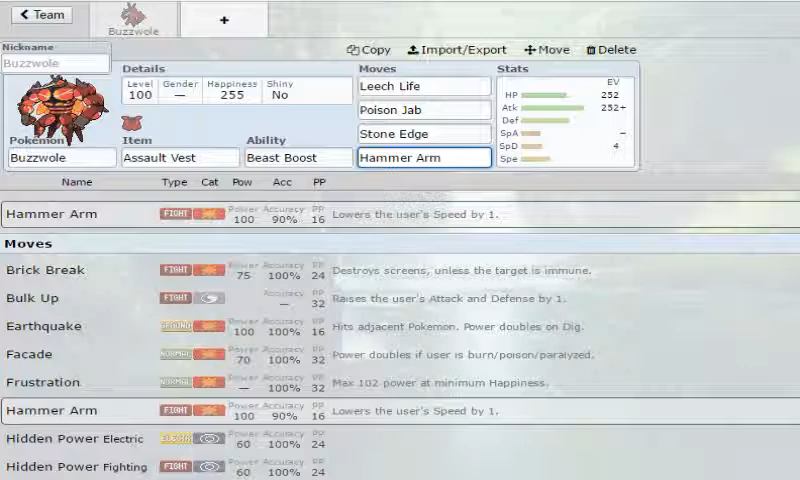 Team
Buzzwole
+
Nickname
Buzzwole
Copy Import/Export Move Delete
Details
Level Gender Happiness Shiny
100 — 255 No
Pokémon
Buzzwole
Item
Assault Vest
Ability
Beast Boost
Moves
Leech Life
Poison Jab
Stone Edge
Hammer Arm
Stats
EV
HP 252
Atk 252+
Def
SpA –
SpD 4
Spe
Name Type Cat Pow Acc PP
Hammer Arm FIGHT Power 100 Accuracy 90% PP 16 Lowers the user's Speed by 1.
Moves
Brick Break FIGHT Power 75 Accuracy 100% PP 24 Destroys screens, unless the target is immune.
Bulk Up FIGHT Accuracy — PP 32 Raises the user's Attack and Defense by 1.
Earthquake GROUND Power 100 Accuracy 100% PP 16 Hits adjacent Pokemon. Power doubles on Dig.
Facade NORMAL Power 70 Accuracy 100% PP 32 Power doubles if user is burn/poison/paralyzed.
Frustration NORMAL Power — Accuracy 100% PP 32 Max 102 power at minimum Happiness.
Hammer Arm FIGHT Power 100 Accuracy 90% PP 16 Lowers the user's Speed by 1.
Hidden Power Electric ELECTR Power 60 Accuracy 100% PP 24
Hidden Power Fighting FIGHT Power 60 Accuracy 100% PP 24